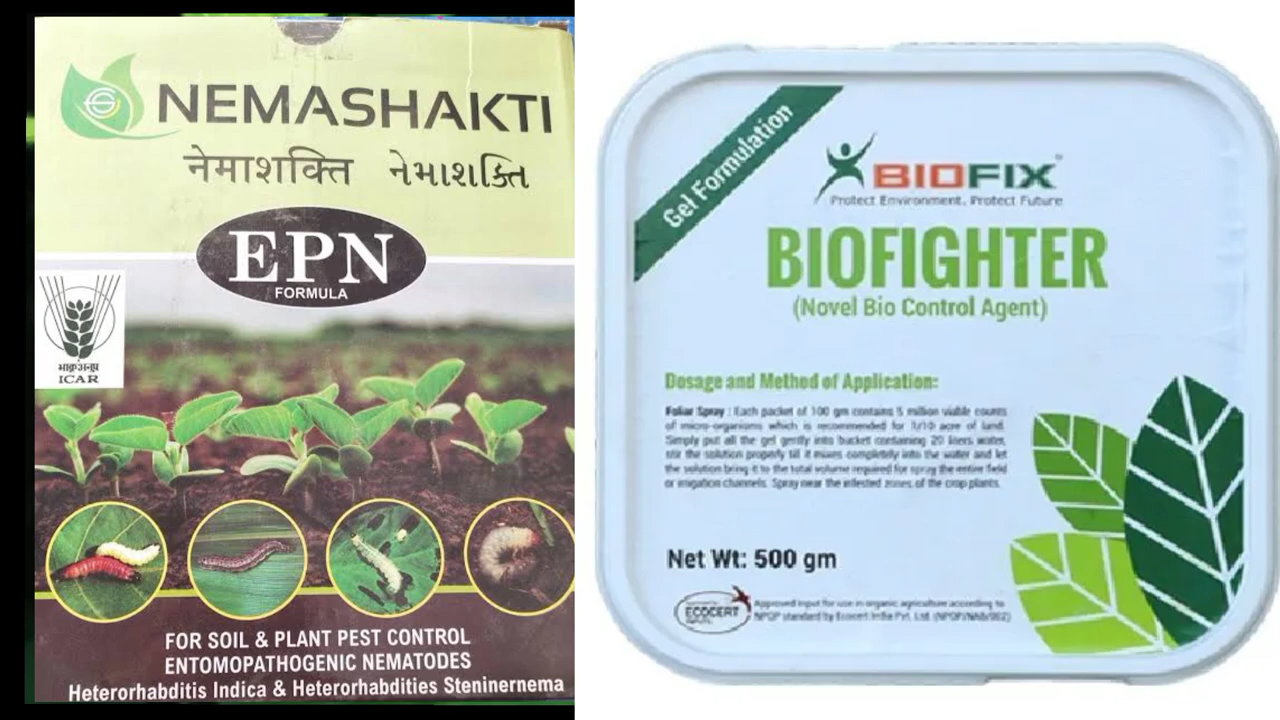 NEMASHAKTI
नेमाशक्ति નેમાશક્તિ
EPN
FORMULA
भाकृअनुप
ICAR
FOR SOIL & PLANT PEST CONTROL
ENTOMOPATHOGENIC NEMATODES
Heterorhabditis Indica & Heterorhabdities Steninernema
Gel Formulation
BIOFIX
Protect Environment, Protect Future
BIOFIGHTER
(Novel Bio Control Agent)
Dosage and Method of Application:
Foliar Spray : Each packet of 100 gm contains 5 million viable counts
of micro-organisms which is recommended for 1/10 acre of land.
Simply put all the gel gently into bucket containing 20 liters water,
stir the solution properly till it mixes completely into the water and let
the solution bring it to the total volume required for spray the entire field
or irrigation channels. Spray near the infested zones of the crop plants.
Net Wt: 500 gm
ECOCERT
Approved input for use in organic agriculture according to
NPOP standard by Ecocert India Pvt. Ltd. (NPOP/NAB/002)